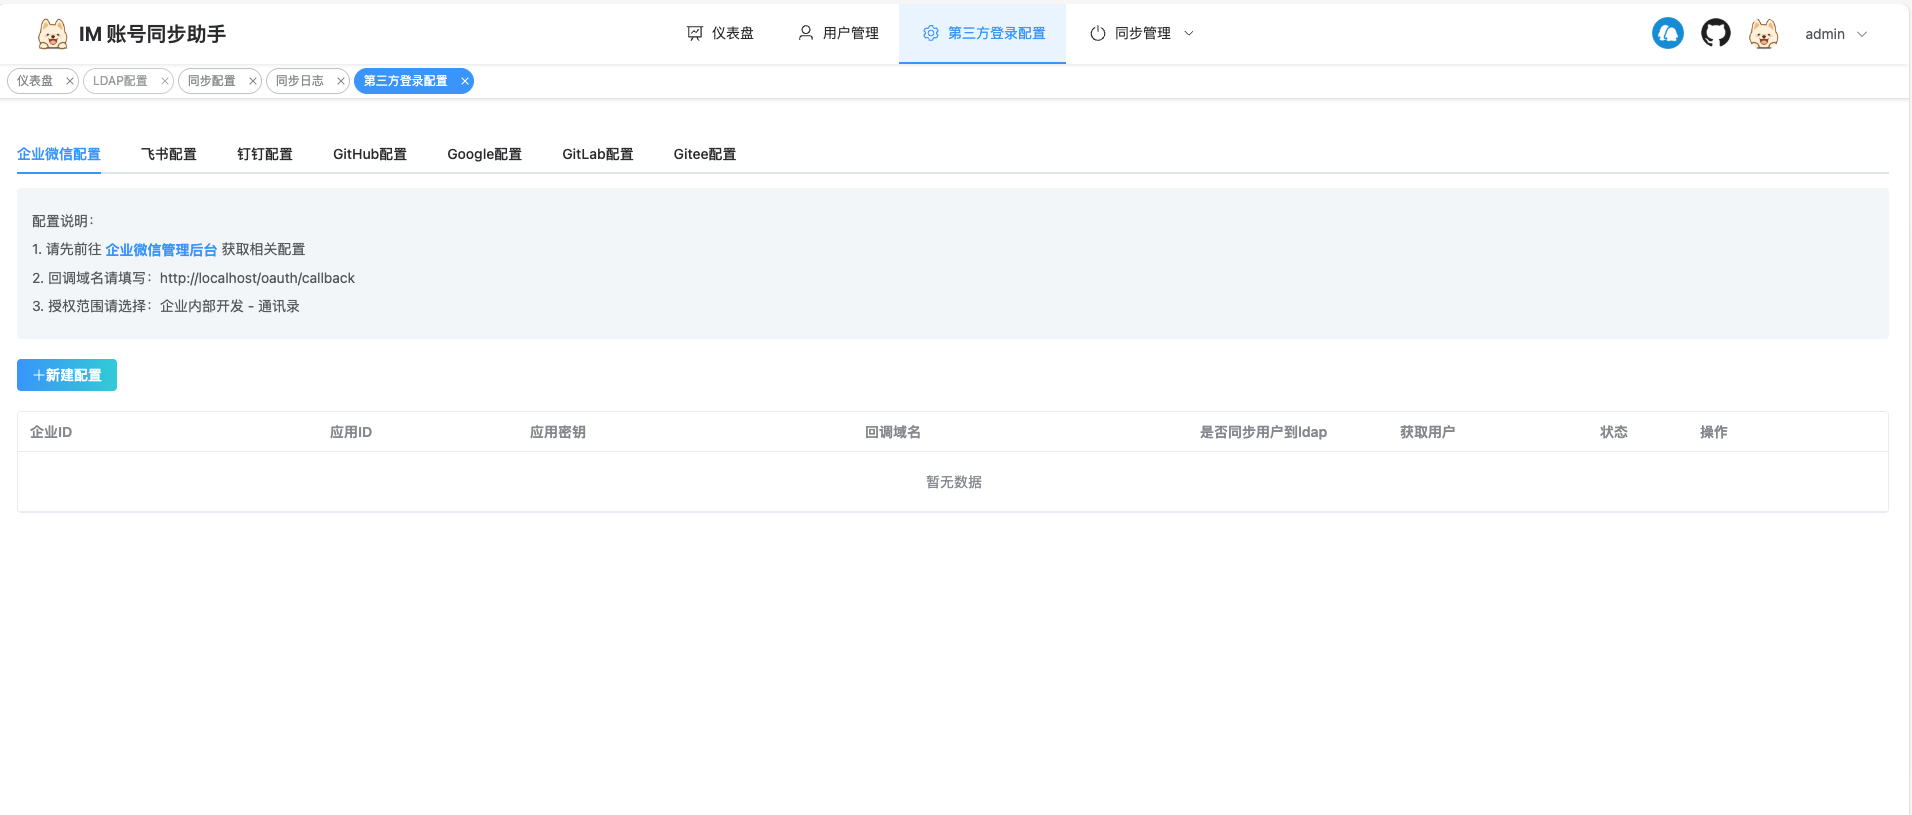 IM 账号同步助手
仪表盘 用户管理 第三方登录配置 同步管理 admin
仪表盘 LDAP配置 同步配置 同步日志 第三方登录配置
企业微信配置 飞书配置 钉钉配置 GitHub配置 Google配置 GitLab配置 Gitee配置
配置说明：
1. 请先前往 企业微信管理后台 获取相关配置
2. 回调域名请填写：http://localhost/oauth/callback
3. 授权范围请选择：企业内部开发 - 通讯录
新建配置
企业ID 应用ID 应用密钥 回调域名 是否同步用户到ldap 获取用户 状态 操作
暂无数据